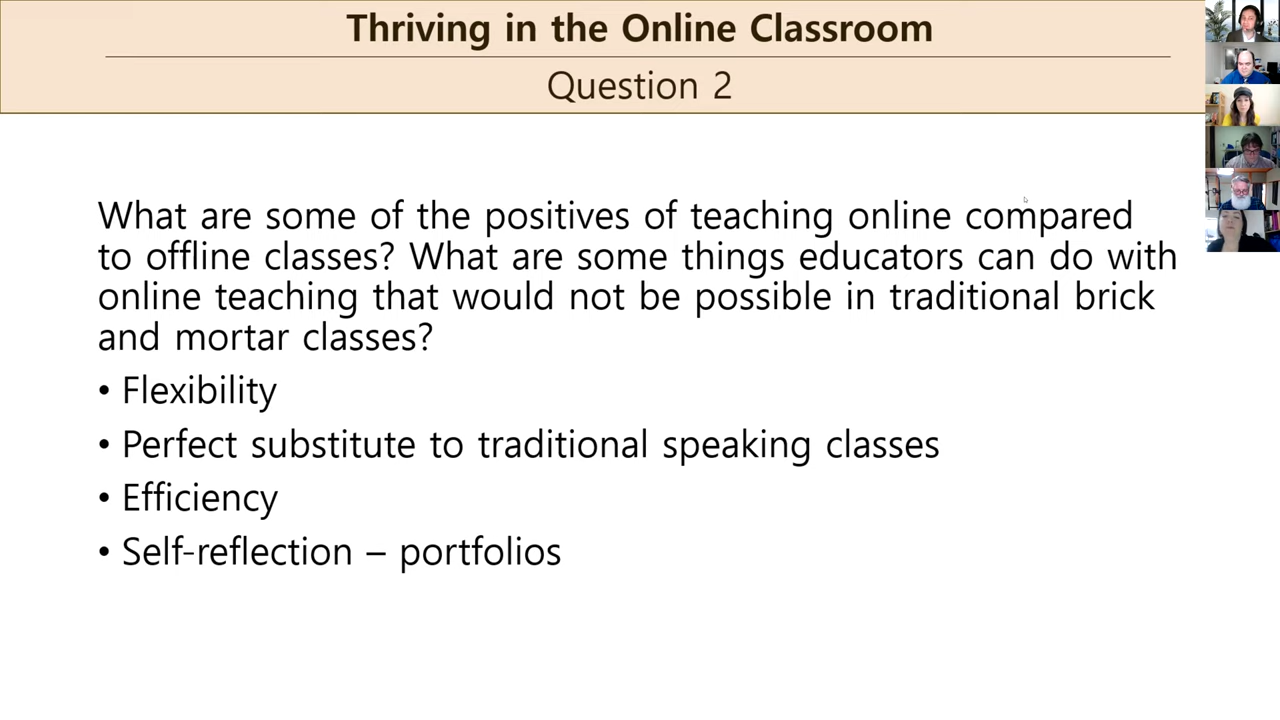 Thriving in the Online Classroom
Question 2
What are some of the positives of teaching online compared
to offline classes? What are some things educators can do with
online teaching that would not be possible in traditional brick
and mortar classes?
• Flexibility
• Perfect substitute to traditional speaking classes
• Efficiency
• Self-reflection – portfolios